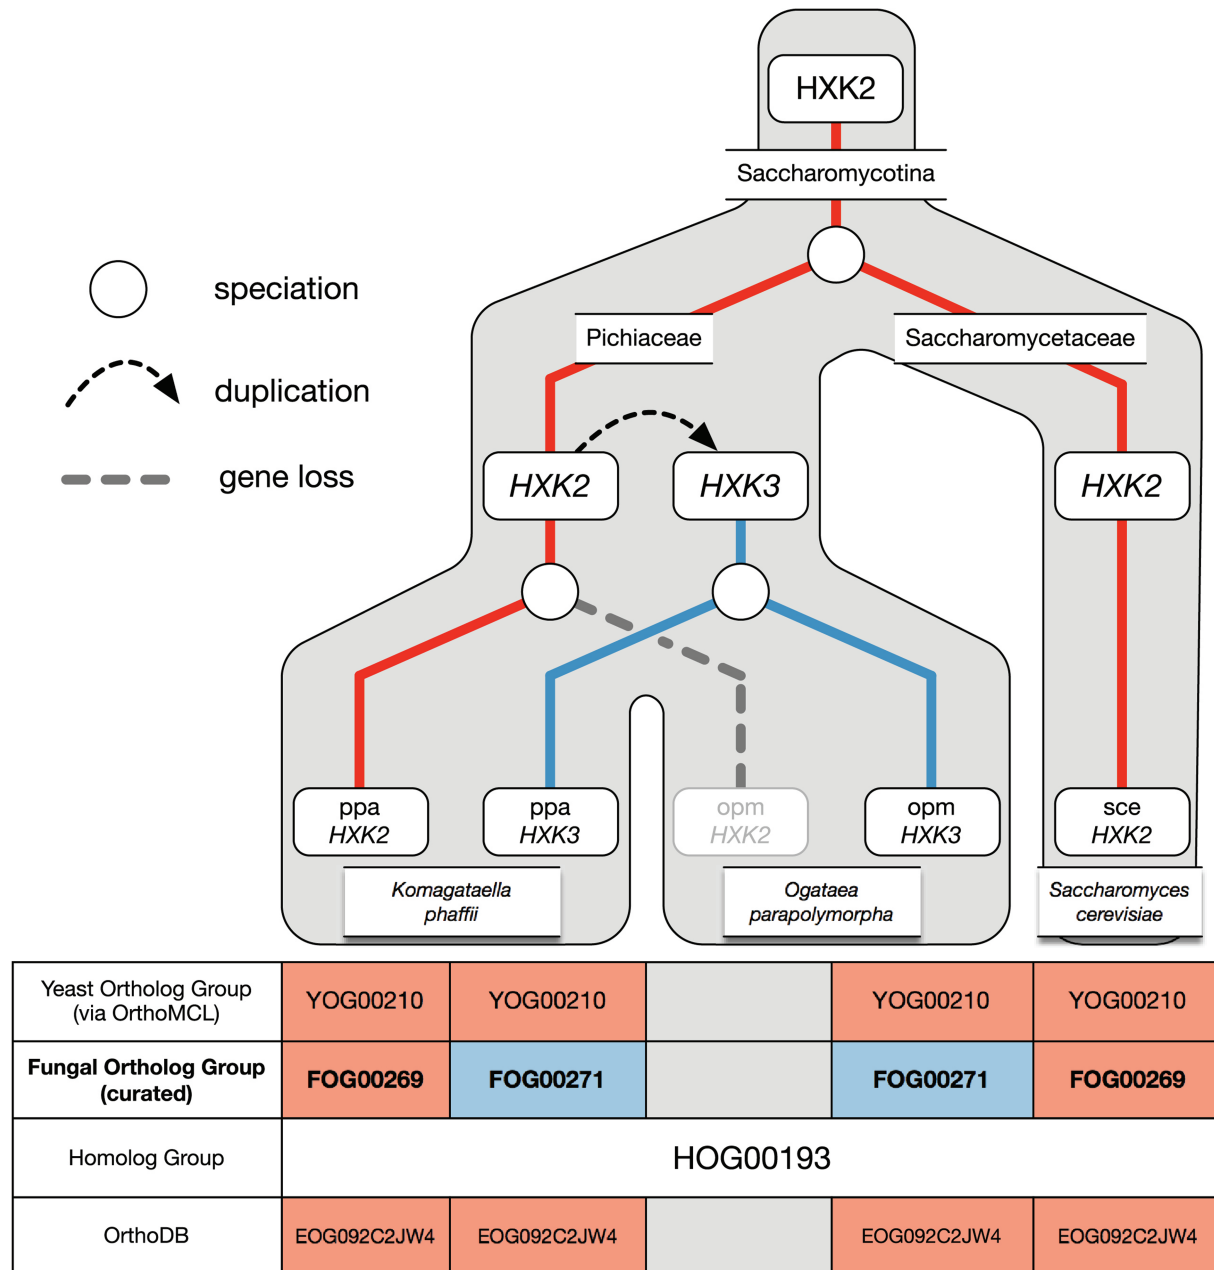 HXK2
Saccharomycotina
speciation
duplication
gene loss
Pichiaceae
Saccharomycetaceae
HXK2
HXK3
HXK2
ppa
HXK2
ppa
HXK3
opm
HXK2
opm
HXK3
sce
HXK2
Komagataella
phaffii
Ogataea
parapolymorpha
Saccharomyces
cerevisiae
Yeast Ortholog Group
(via OrthoMCL)
YOG00210
YOG00210
YOG00210
YOG00210
Fungal Ortholog Group
(curated)
FOG00269
FOG00271
FOG00271
FOG00269
Homolog Group
HOG00193
OrthoDB
EOG092C2JW4
EOG092C2JW4
EOG092C2JW4
EOG092C2JW4